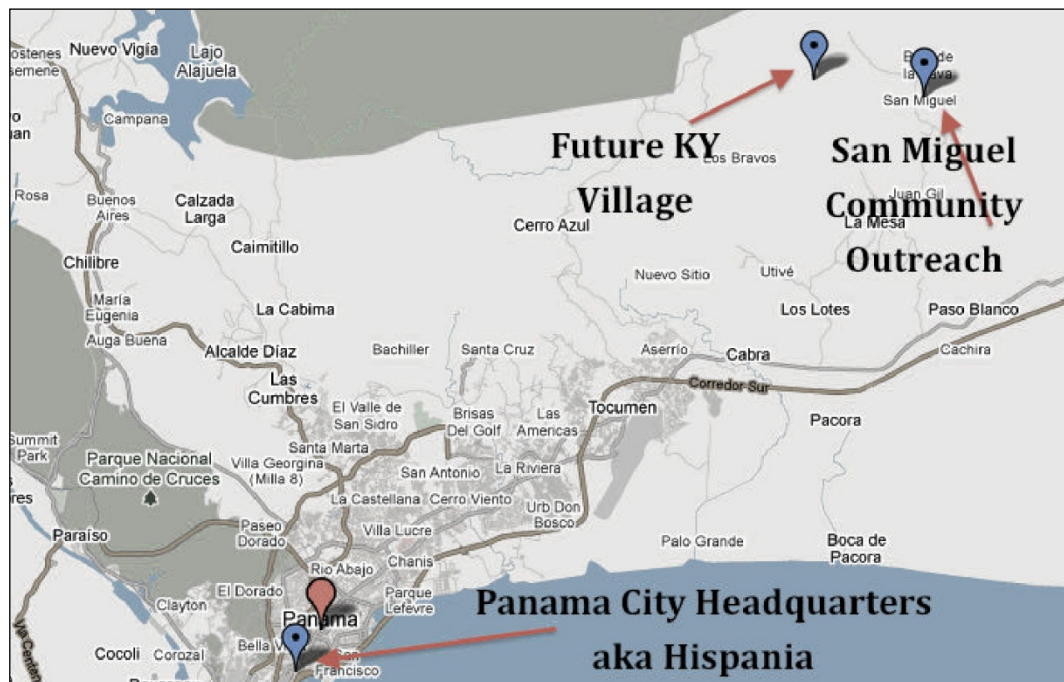 Nuevo Vigía
Lajo
Alajuela
Campana
Rosa
Buenos
Aires
Calzada
Larga
Caimitillo
Chilibre
María
Eugenia
Auga Buena
La Cabima
Alcalde Díaz
Las
Cumbres
Future KY
Village
San Miguel
San Miguel
Community
Outreach
Los Bravos
Juan Gil
La Mesa
Cerro Azul
Nuevo Sitio
Utivé
Los Lotes
Paso Blanco
Cachira
Bachiller
Santa Cruz
Aserrío
Cabra
Corredor Sur
Tocumen
Pacora
El Valle de
San Sidro
Brisas
Del Golf
Las
Americas
Summit
Park
Parque Nacional
Camino de Cruces
Santa Marta
Villa Georgina
(Milla 8)
San Antonio
La Riviera
La Castellana
Cerro Viento
Urb Don
Bosco
Paraíso
Paseo
Dorado
Villa Lucre
Chanis
Palo Grande
Boca de
Pacora
Rio Abajo
El Dorado
Parque
Lefevre
Clayton
Panama
Bella
San
Francisco
Cocoli
Corozal
Panama City Headquarters
aka Hispania